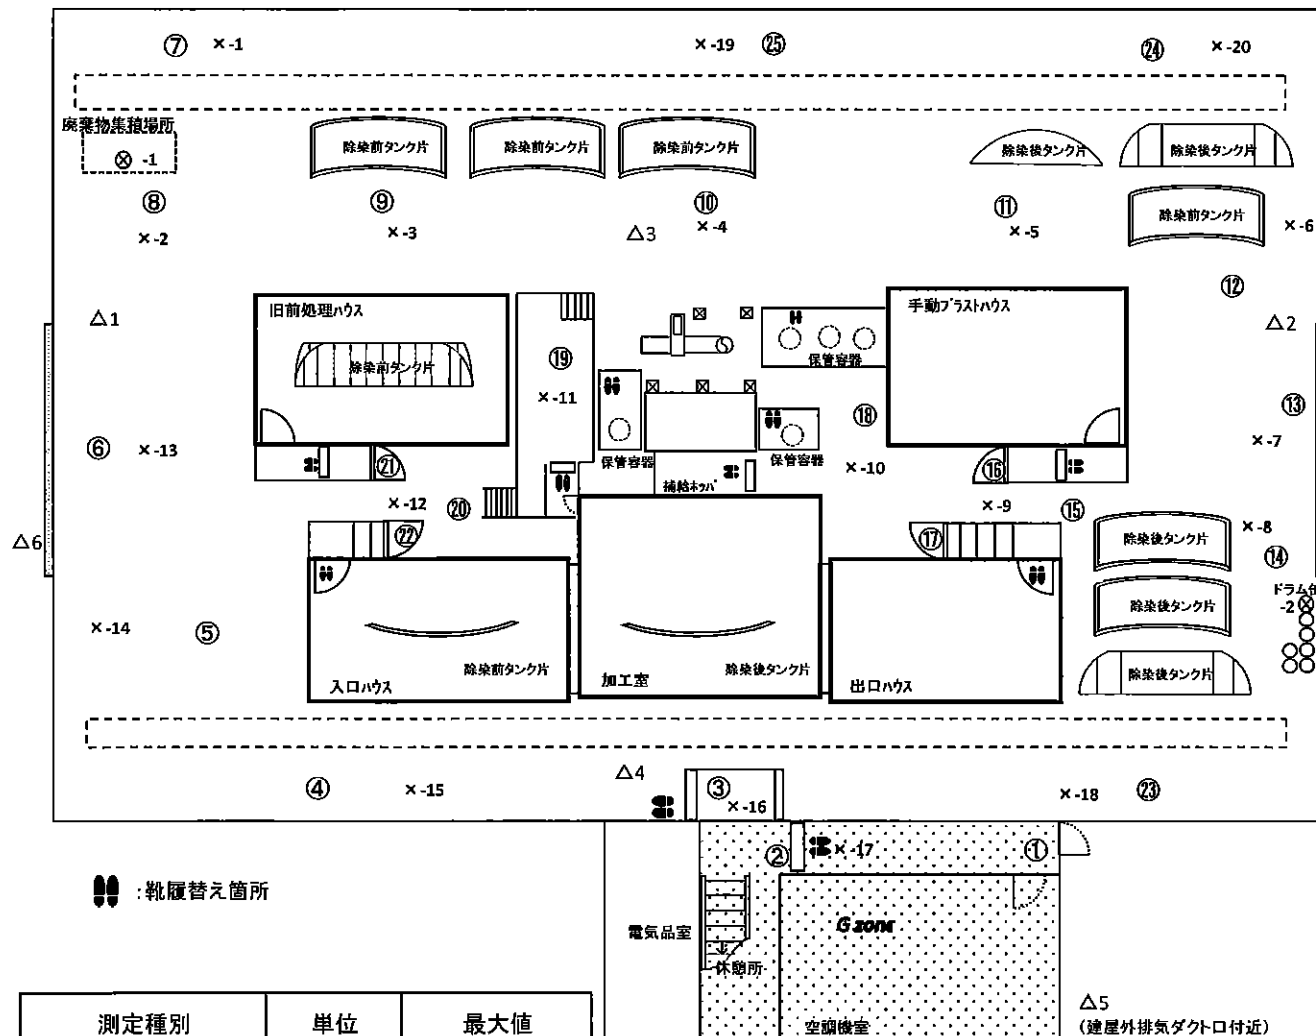 ⑦ ×-1 ×-19 ㉕ ㉔ ×-20
廃棄物集積場所
⊗ -1
除染前タンク片 除染前タンク片 除染前タンク片 除染後タンク片 除染後タンク片
⑧ ⑨ ⑩ ⑪ 除染前タンク片
×-2 ×-3 △3 ×-4 ×-5 ×-6
⑫
△1 旧前処理ハウス 手動ブラストハウス △2
除染前タンク片 ⑲ 保管容器
×-11 ⑱ ⑬
⑥ ×-13 ×-7
㉑ 保管容器 保管容器 ×-10 ⑯
補給ホッパ
×-12 ⑳ ×-9 ⑮
△6 ㉒ ⑰ 除染後タンク片 ×-8
⑭
ドラム缶
除染後タンク片 -2 ⊗
×-14 ⑤
除染前タンク片 除染後タンク片 除染後タンク片
入口ハウス 加工室 出口ハウス
④ ×-15 △4 ③ ×-16 ×-18 ㉓
② ×-17 ①
:靴履替え箇所
電気品室 G zone
休憩所
測定種別 単位 最大値
空調機室
△5
(建屋外排気ダクト口付近)